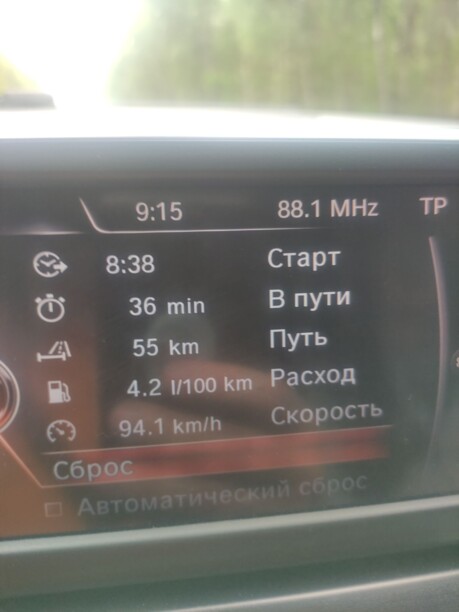 9:15 88.1 MHz TP
8:38 Старт
36 min В пути
55 km Путь
4.2 l/100 km Расход
94.1 km/h Скорость
Сброс
Автоматический сброс